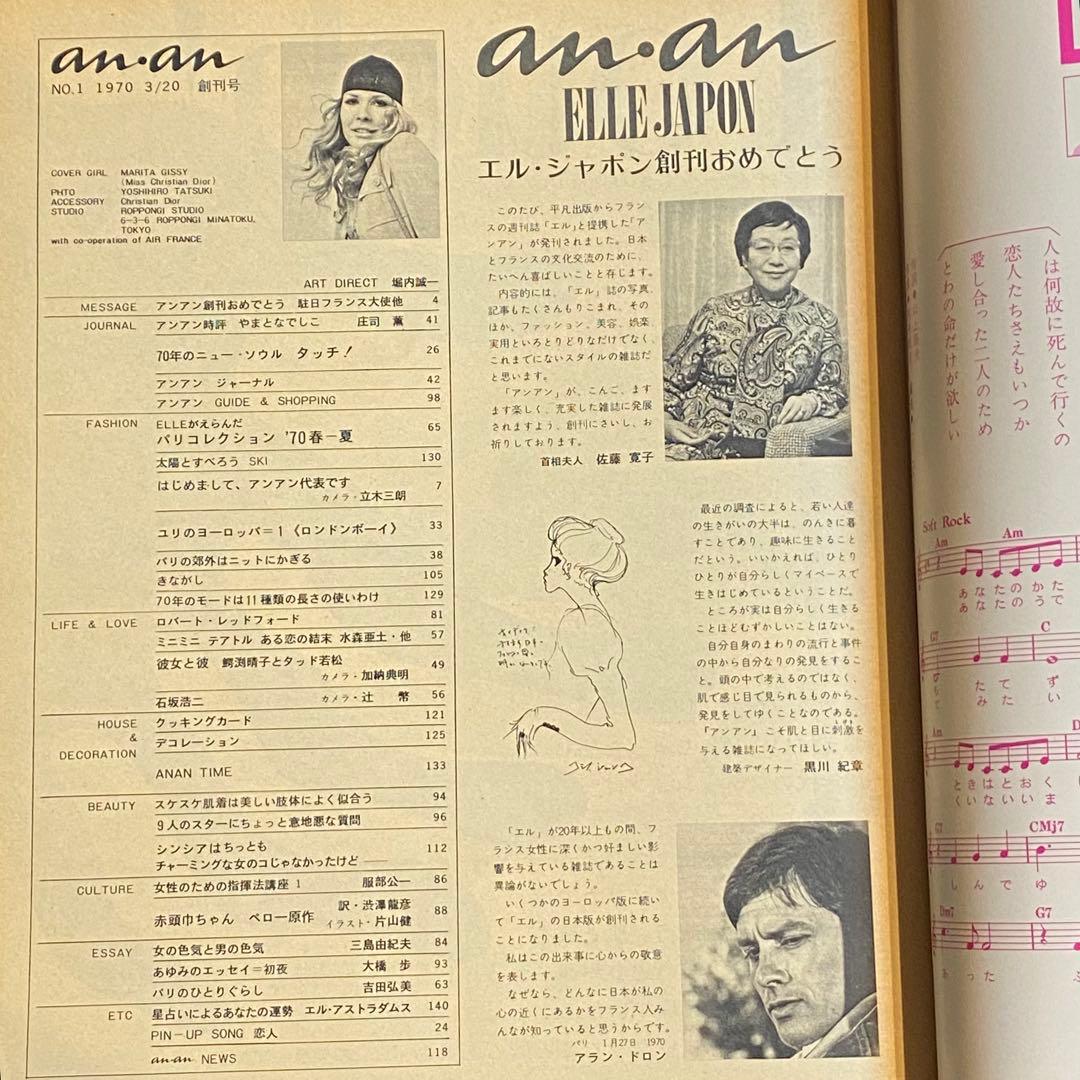 an・an
NO.1 1970 3/20 創刊号
COVER GIRL MARITA GISSY
(Miss Christian Dior)
PHTO YOSHIHIRO TATSUKI
ACCESSORY Christian Dior
STUDIO ROPPONGI STUDIO
6-3-6 ROPPONGI MINATOKU,
TOKYO
with co-operation of AIR FRANCE
ART DIRECT 堀内誠一
MESSAGE アンアン創刊おめでとう 駐日フランス大使他 4
JOURNAL アンアン時評 やまとなでしこ 庄司 薫 41
70年のニュー・ソウル タッチ! 26
アンアン ジャーナル 42
アンアン GUIDE & SHOPPING 98
FASHION ELLEがえらんだ
パリコレクション '70春-夏 65
太陽とすべろう SKI 130
はじめまして、アンアン代表です 7
カメラ・立木三朗
ユリのヨーロッパ=1《ロンドンボーイ》 33
パリの郊外はニットにかぎる 38
きながし 105
70年のモードは11種類の長さの使いわけ 129
LIFE & LOVE ロバート・レッドフォード 81
ミニミニ テアトル ある恋の結末 水森亜土・他 57
彼女と彼 鰐渕晴子とタッド若松 49
カメラ・加納典明
石坂浩二 カメラ・辻 幣 56
HOUSE & DECORATION クッキングカード 121
デコレーション 125
ANAN TIME 133
BEAUTY スケスケ肌着は美しい肢体によく似合う 94
9人のスターにちょっと意地悪な質問 96
シンシアはちっとも
チャーミングな女のコじゃなかったけど 112
CULTURE 女性のための指揮法講座 1 服部公一 86
赤頭巾ちゃん ペロー原作 訳・澁澤龍彦 88
イラスト・片山健
ESSAY 女の色気と男の色気 三島由紀夫 84
あゆみのエッセイ=初夜 大橋 歩 93
パリのひとりぐらし 吉田弘美 63
ETC 星占いによるあなたの運勢 エル・アストラダムス 140
PIN-UP SONG 恋人 24
an・an NEWS 118
an・an
ELLE JAPON
エル・ジャポン創刊おめでとう
このたび、平凡出版からフラン
スの週刊誌「エル」と提携した「ア
ンアン」が発刊されました。日本
とフランスの文化交流のために、
たいへん喜ばしいことと存じます。
内容的には、「エル」誌の写真、
記事もたくさんもりこまれ、その
ほか、ファッション、美容、娯楽、
実用といろとりどりなだけでなく、
これまでにないスタイルの雑誌だ
と思います。
「アンアン」が、こんご、ます
ます楽しく、充実した雑誌に発展
されますよう、創刊にさいし、お
祈りしております。
首相夫人 佐藤 寛子
最近の調査によると、若い人達
の生きがいの大半は、のんきに暮
すことであり、趣味に生きること
だという。いいかえれば、ひとり
ひとりが自分らしくマイペースで
生きはじめているということだ。
ところが実は自分らしく生きる
ことほどむずかしいことはない。
自分自身のまわりの流行と事件
の中から自分なりの発見をするこ
と。頭の中で考えるのではなく、
肌で感じ目で見られるものから、
発見をしてゆくことなのである。
『アンアン』こそ肌と目に刺激を
与える雑誌になってほしい。
建築デザイナー 黒川 紀章
「エル」が20年以上もの間、フ
ランス女性に深くかつ好ましい影
響を与えている雑誌であることは
異論がないでしょう。
いくつかのヨーロッパ版に続い
て「エル」の日本版が創刊される
ことになりました。
私はこの出来事に心からの敬意
を表します。
なぜなら、どんなに日本が私の
心の近くにあるかをフランス人み
んなが知っていると思うからです。
パリ 1月27日 1970
アラン・ドロン
人は何故に死んで行くの
恋人たちさえもいつか
愛し合った二人のため
とわの命だけが欲しい
Soft Rock
Am Am
あなたのかた
あなたのうで
G7 C
たてず
みたい
Am
ときはとおく
くいないいま
G7 CMj7
しんでゆ
Dm7 G7
あった